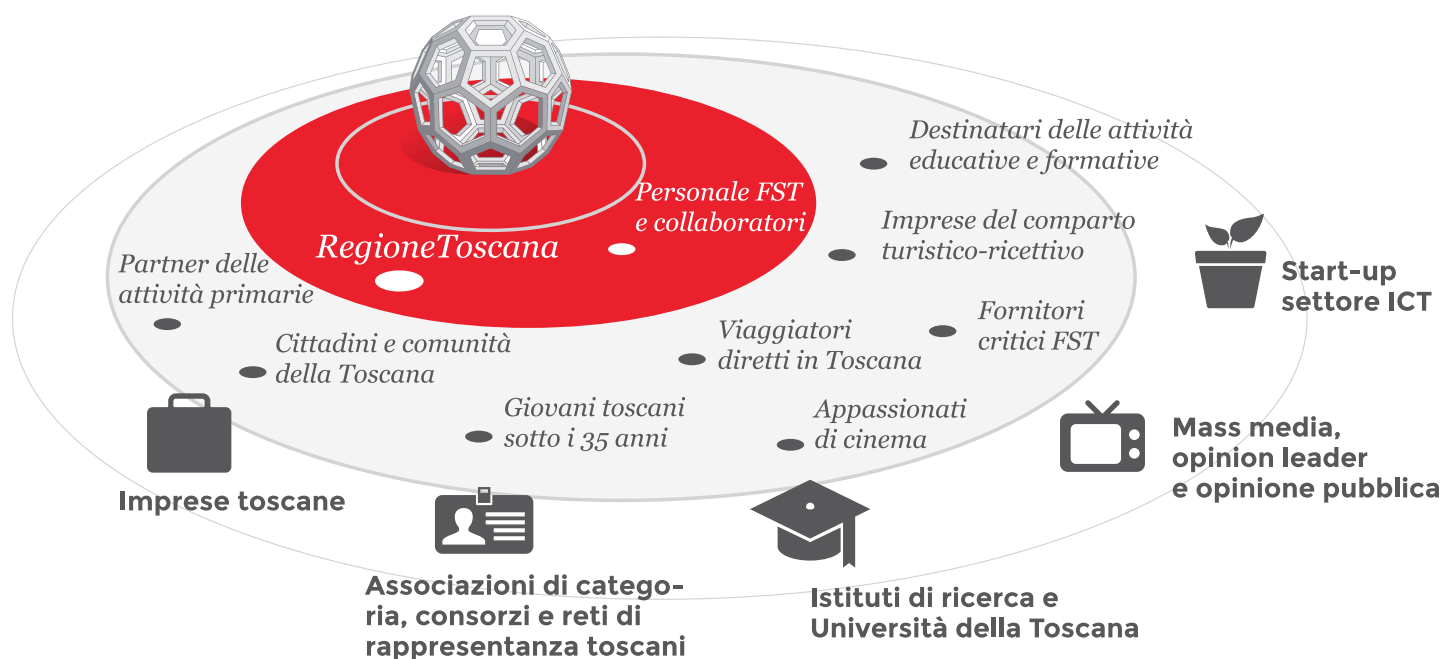 Destinatari delle attività
educative e formative
Personale FST
e collaboratori
RegioneToscana
Imprese del comparto
turistico-ricettivo
Partner delle
attività primarie
Start-up
settore ICT
Fornitori
critici FST
Viaggiatori
diretti in Toscana
Cittadini e comunità
della Toscana
Giovani toscani
sotto i 35 anni
Appassionati
di cinema
Mass media,
opinion leader
e opinione pubblica
Imprese toscane
Associazioni di catego-
ria, consorzi e reti di
rappresentanza toscani
Istituti di ricerca e
Università della Toscana